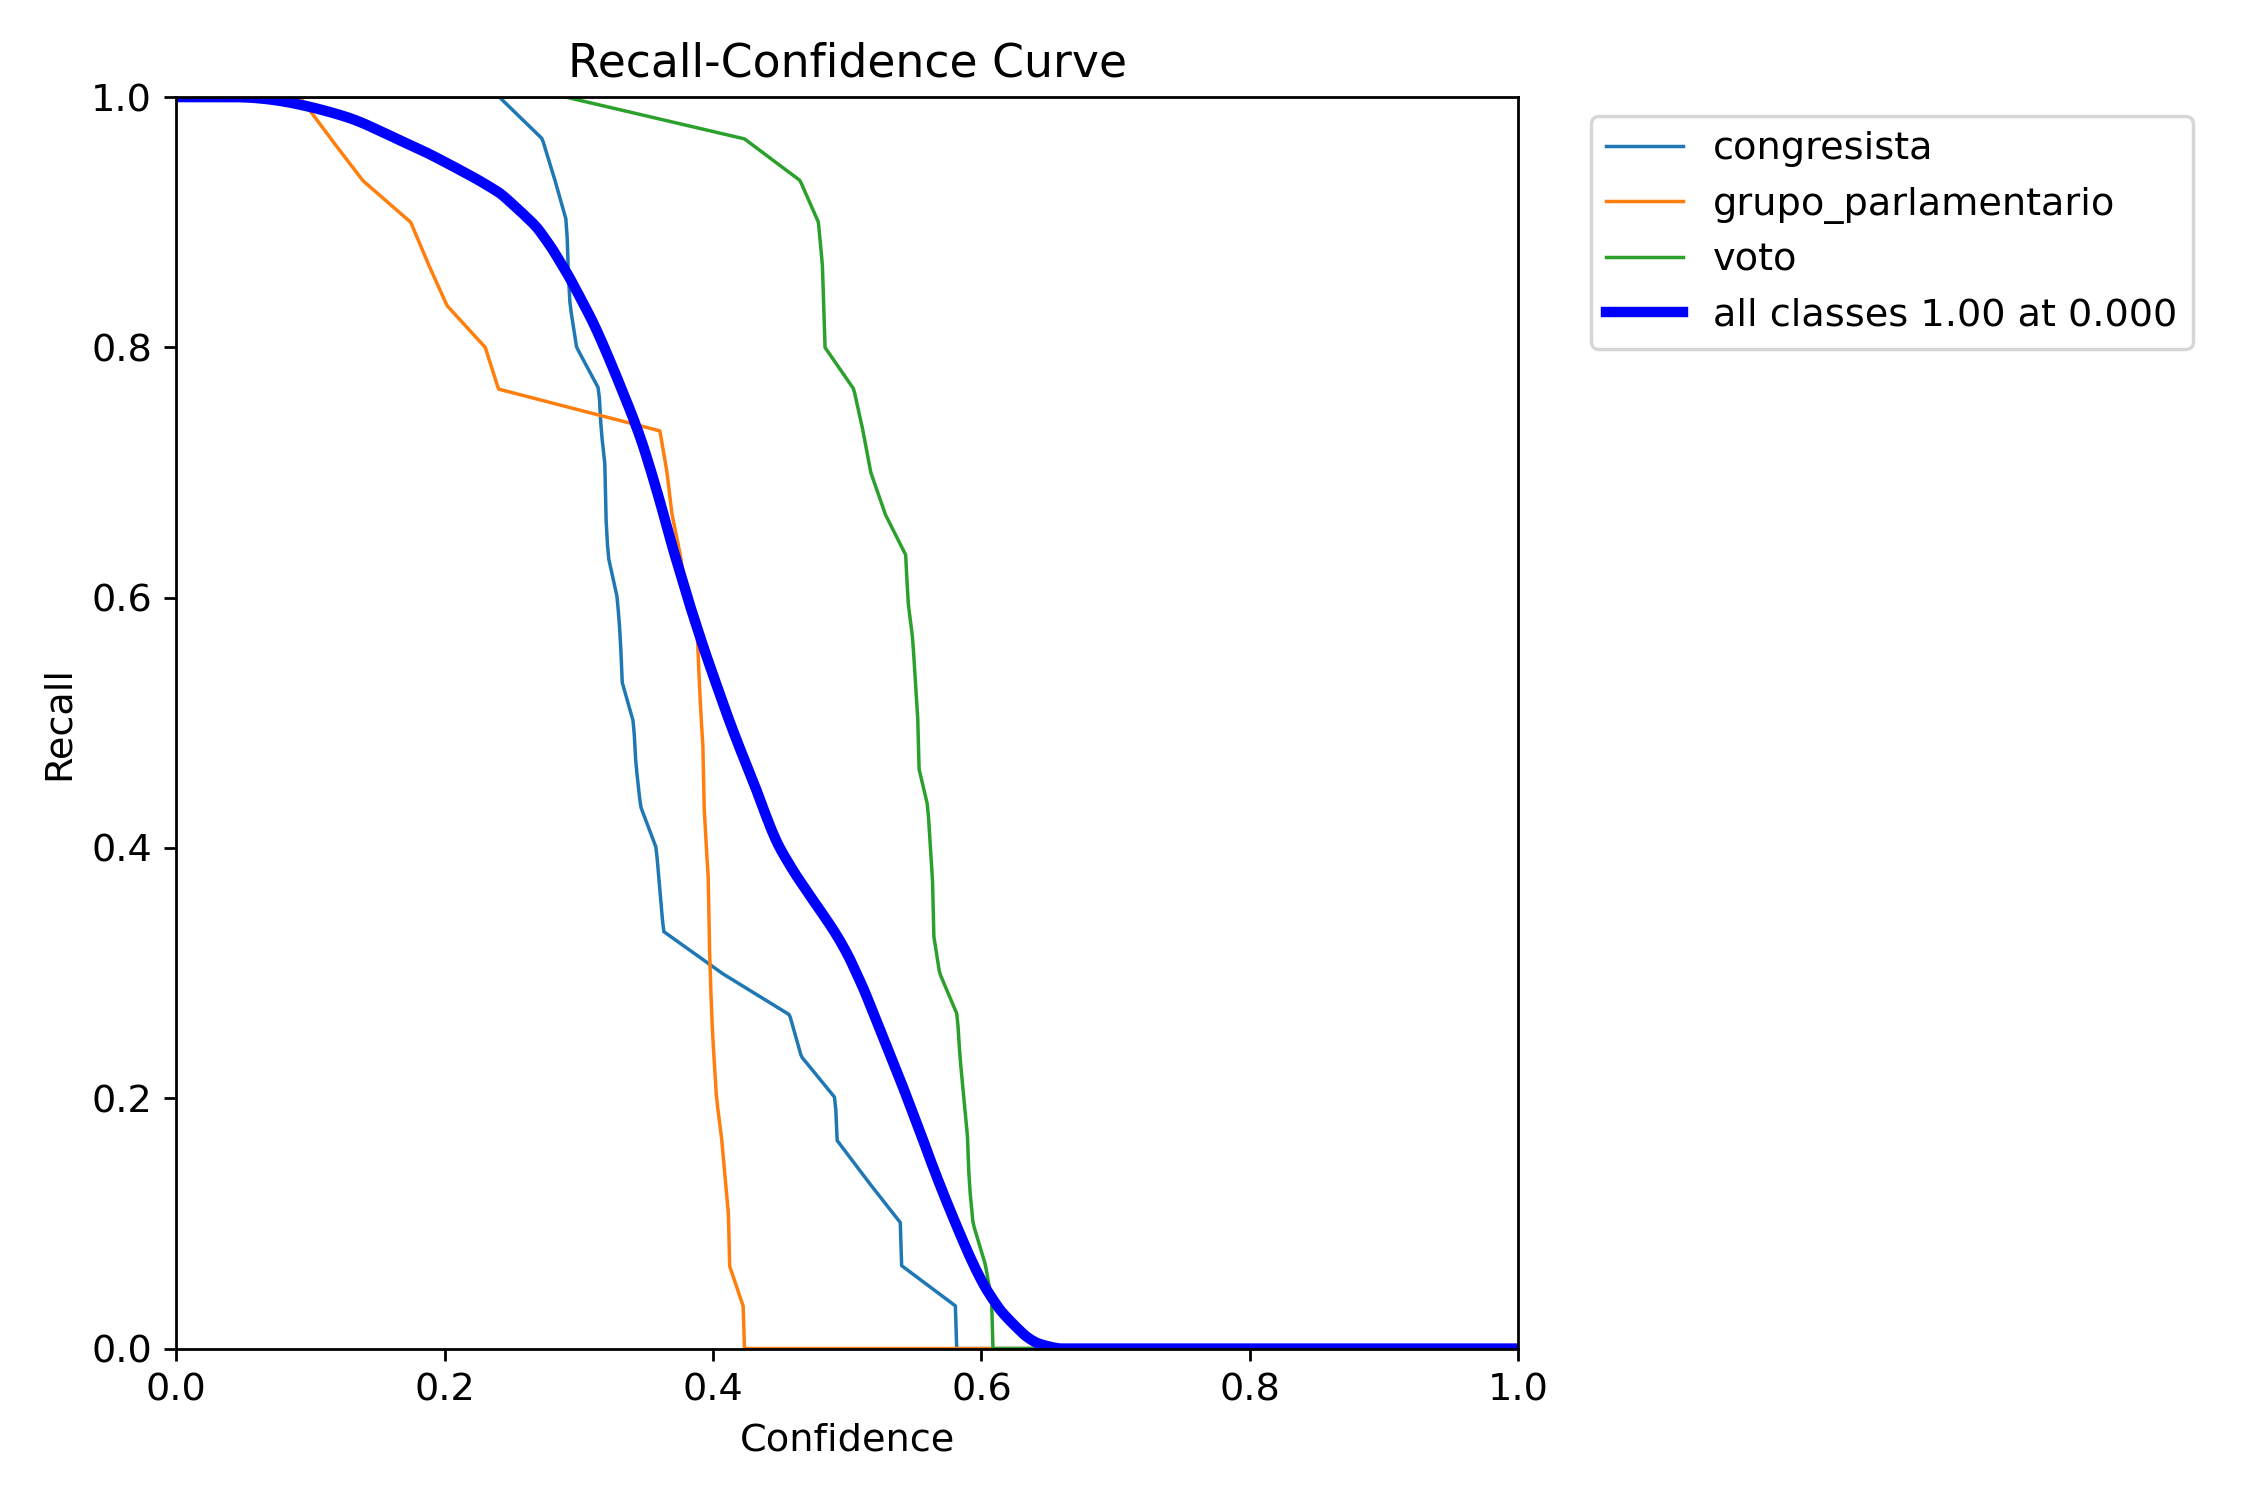 Recall-Confidence Curve
1.0
0.8
0.6
0.4
0.2
0.0
Recall
0.0 0.2 0.4 0.6 0.8 1.0
Confidence
congresista
grupo_parlamentario
voto
all classes 1.00 at 0.000